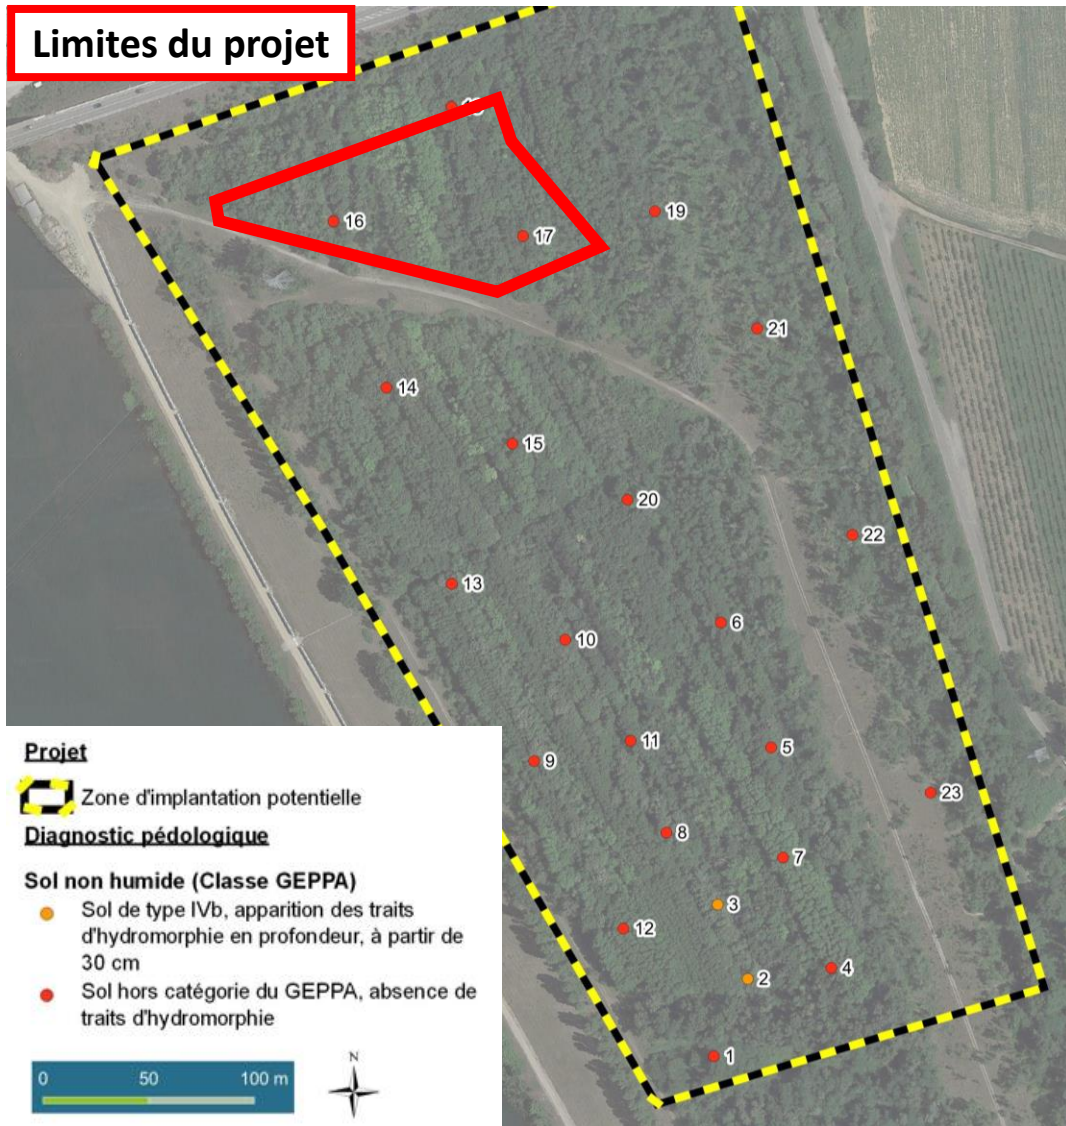 Limites du projet
16
17
19
21
14
15
20
22
13
6
10
11
5
9
23
8
7
3
12
4
2
1
Projet
Zone d'implantation potentielle
Diagnostic pédologique
Sol non humide (Classe GEPPA)
Sol de type IVb, apparition des traits
d'hydromorphie en profondeur, à partir de
30 cm
Sol hors catégorie du GEPPA, absence de
traits d'hydromorphie
0 50 100 m
N